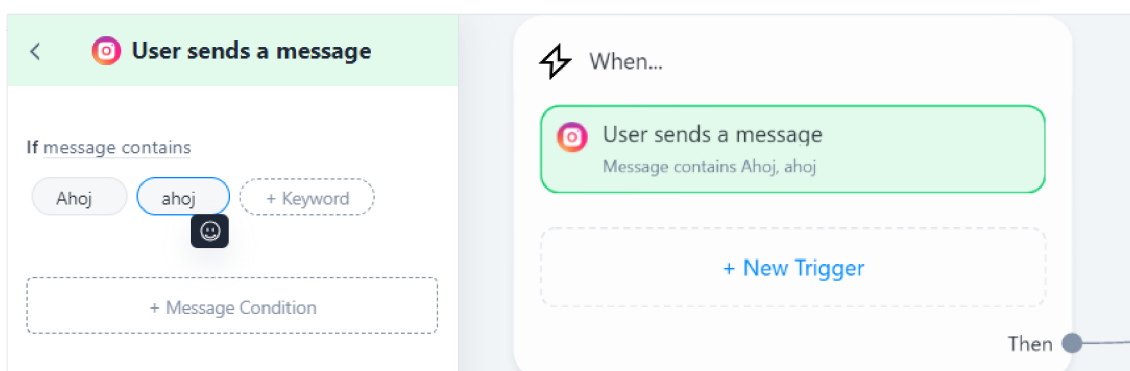 User sends a message
If message contains
Ahoj ahoj + Keyword
+ Message Condition
When...
User sends a message
Message contains Ahoj, ahoj
+ New Trigger
Then